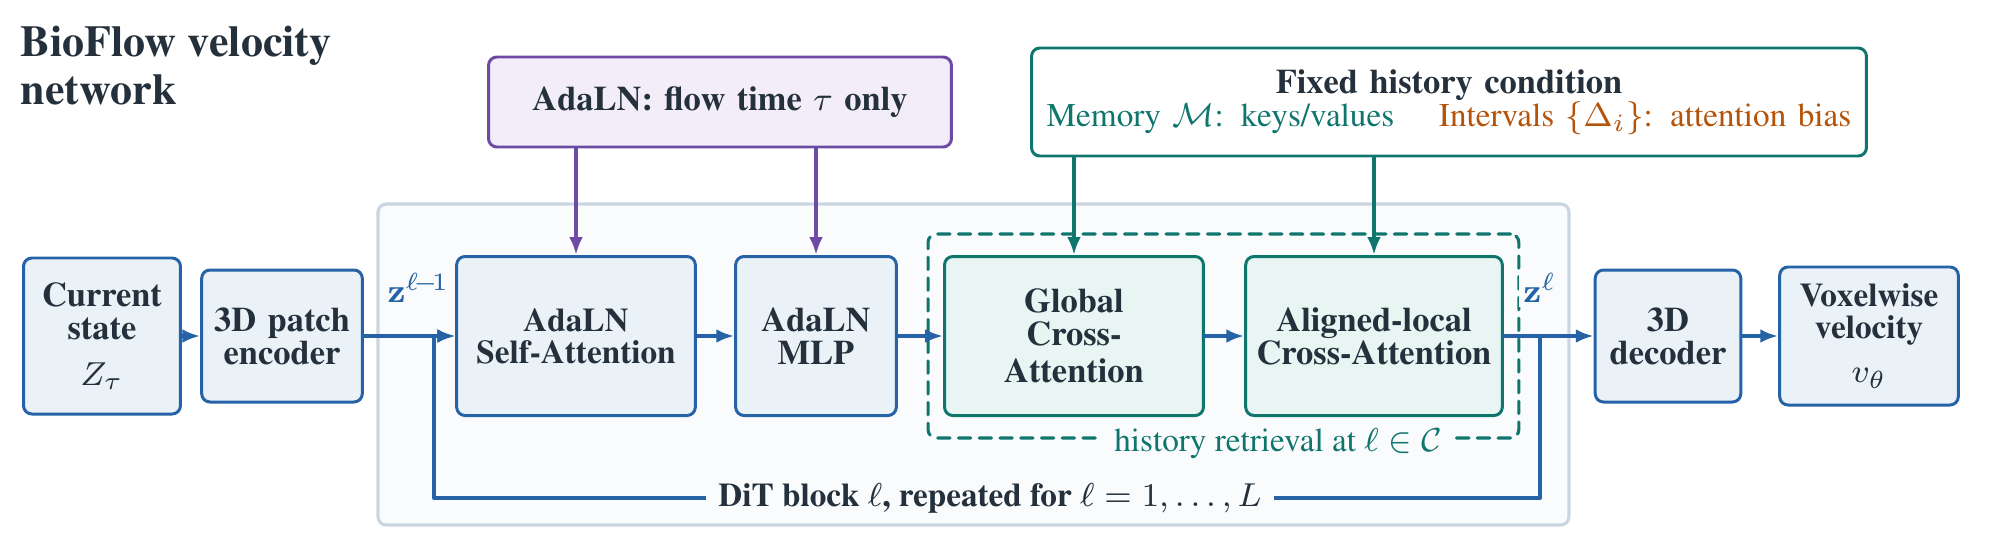 BioFlow velocity
network
AdaLN: flow time τ only
Fixed history condition
Memory ℳ: keys/values Intervals {Δᵢ}: attention bias
Current
state
Z_τ
3D patch
encoder
z^{ℓ−1}
AdaLN
Self-Attention
AdaLN
MLP
Global
Cross-
Attention
Aligned-local
Cross-Attention
z^ℓ
3D
decoder
Voxelwise
velocity
v_θ
history retrieval at ℓ ∈ 𝒞
DiT block ℓ, repeated for ℓ = 1, . . . , L